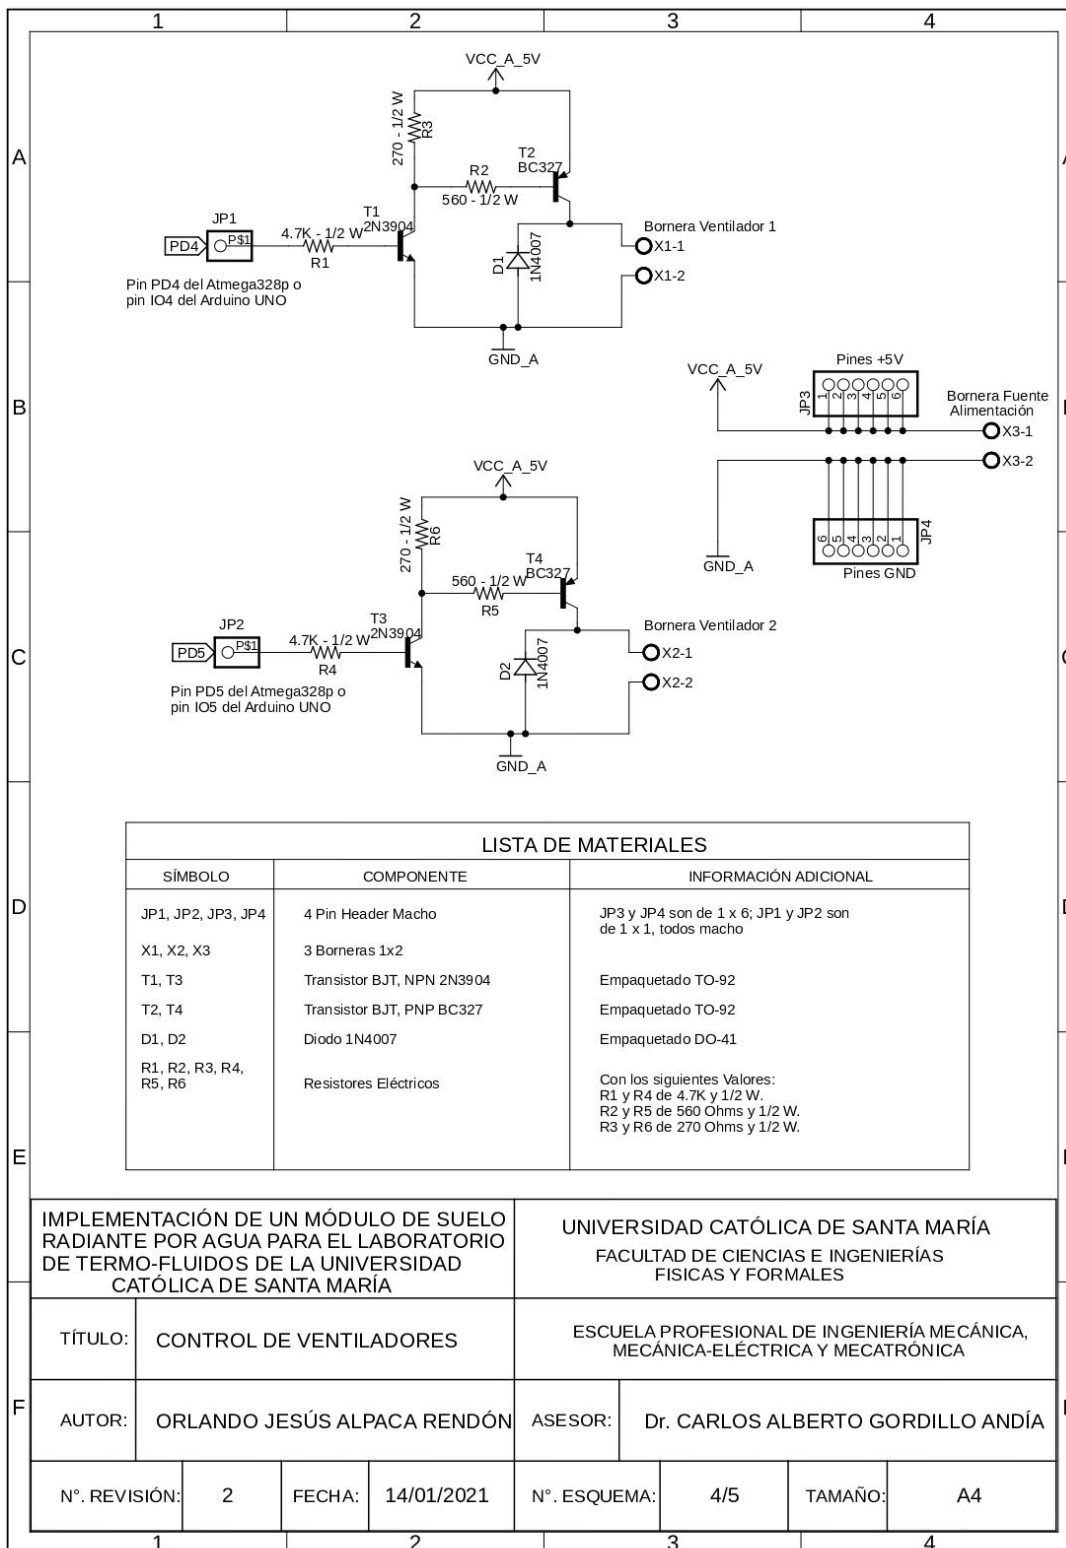 1 2 3 4
A
B
C
D
E
F
VCC_A_5V
270 - 1/2 W
R3
T2
BC327
R2
560 - 1/2 W
T1
2N3904
JP1
PD4
P$1
4.7K - 1/2 W
R1
D1
1N4007
Bornera Ventilador 1
X1-1
X1-2
Pin PD4 del Atmega328p o
pin IO4 del Arduino UNO
GND_A
VCC_A_5V
Pines +5V
JP3
1 2 3 4 5 6
Bornera Fuente
Alimentación
X3-1
X3-2
6 5 4 3 2 1
JP4
GND_A
Pines GND
VCC_A_5V
270 - 1/2 W
R6
T4
BC327
560 - 1/2 W
R5
T3
2N3904
JP2
PD5
P$1
4.7K - 1/2 W
R4
D2
1N4007
Bornera Ventilador 2
X2-1
X2-2
Pin PD5 del Atmega328p o
pin IO5 del Arduino UNO
GND_A
LISTA DE MATERIALES
SÍMBOLO COMPONENTE INFORMACIÓN ADICIONAL
JP1, JP2, JP3, JP4 4 Pin Header Macho JP3 y JP4 son de 1 x 6; JP1 y JP2 son
de 1 x 1, todos macho
X1, X2, X3 3 Borneras 1x2
T1, T3 Transistor BJT, NPN 2N3904 Empaquetado TO-92
T2, T4 Transistor BJT, PNP BC327 Empaquetado TO-92
D1, D2 Diodo 1N4007 Empaquetado DO-41
R1, R2, R3, R4,
R5, R6 Resistores Eléctricos Con los siguientes Valores:
R1 y R4 de 4.7K y 1/2 W.
R2 y R5 de 560 Ohms y 1/2 W.
R3 y R6 de 270 Ohms y 1/2 W.
IMPLEMENTACIÓN DE UN MÓDULO DE SUELO
RADIANTE POR AGUA PARA EL LABORATORIO
DE TERMO-FLUIDOS DE LA UNIVERSIDAD
CATÓLICA DE SANTA MARÍA
UNIVERSIDAD CATÓLICA DE SANTA MARÍA
FACULTAD DE CIENCIAS E INGENIERÍAS
FISICAS Y FORMALES
TÍTULO: CONTROL DE VENTILADORES
ESCUELA PROFESIONAL DE INGENIERÍA MECÁNICA,
MECÁNICA-ELÉCTRICA Y MECATRÓNICA
AUTOR: ORLANDO JESÚS ALPACA RENDÓN
ASESOR: Dr. CARLOS ALBERTO GORDILLO ANDÍA
N°. REVISIÓN: 2 FECHA: 14/01/2021 N°. ESQUEMA: 4/5 TAMAÑO: A4
1 2 3 4